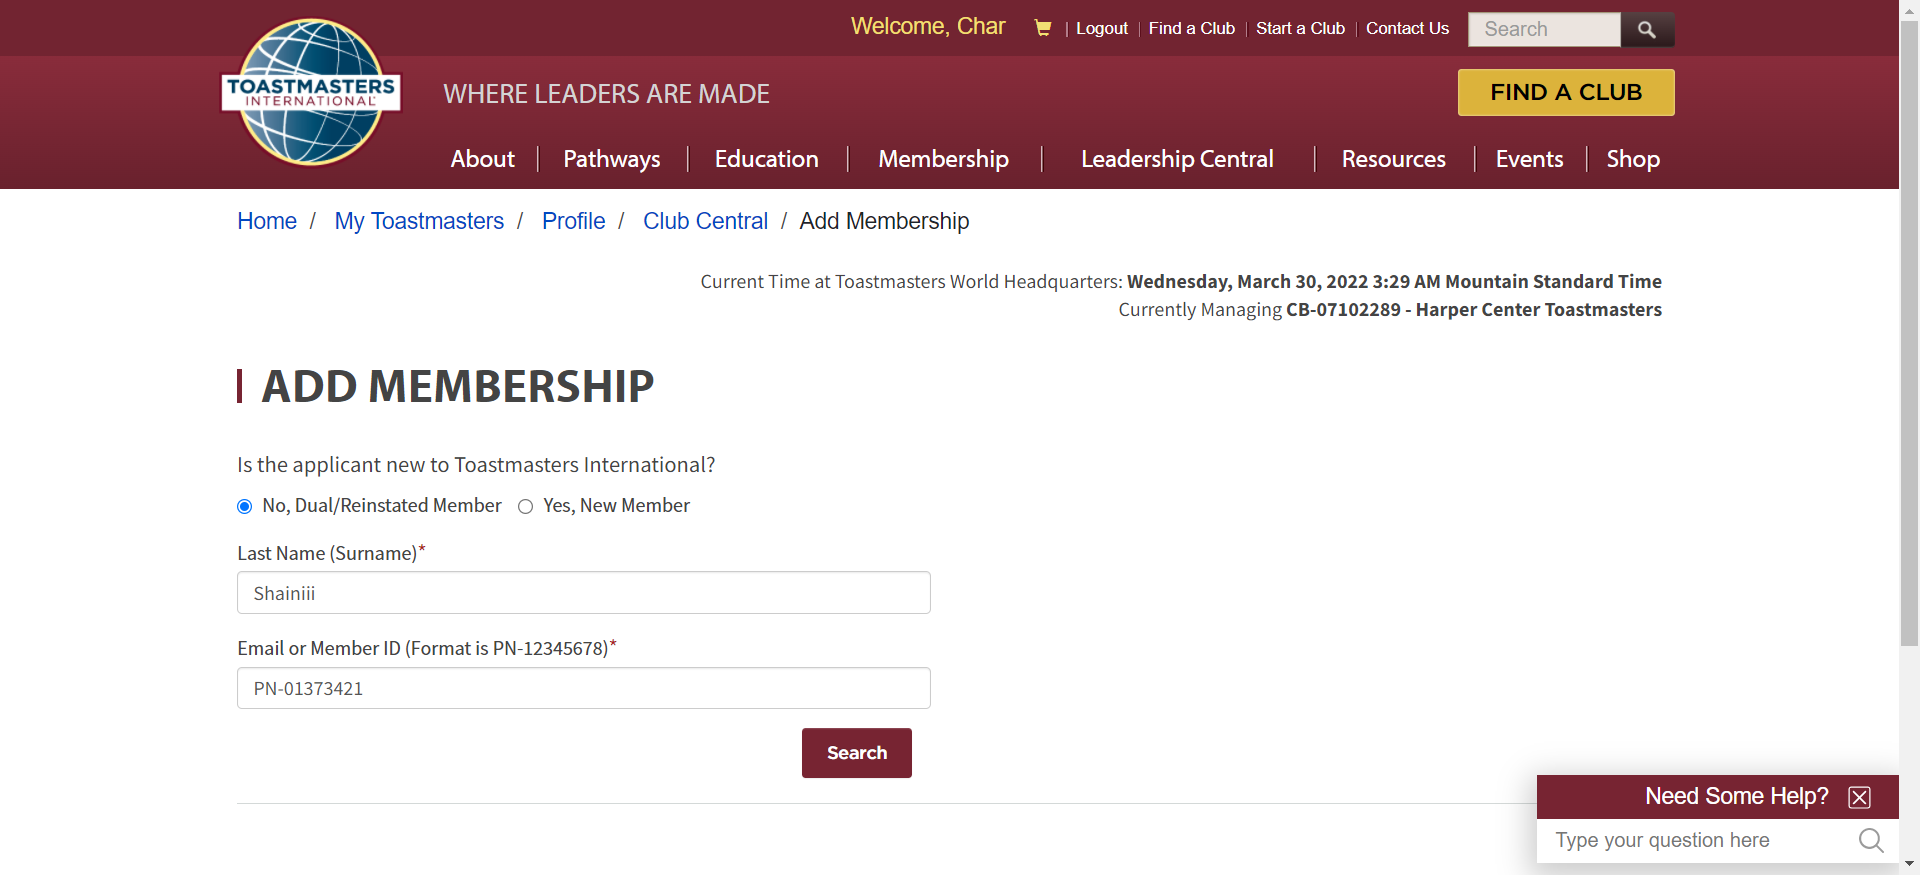 Welcome, Char | Logout | Find a Club | Start a Club | Contact Us Search
TOASTMASTERS
INTERNATIONAL
WHERE LEADERS ARE MADE
FIND A CLUB
About | Pathways | Education | Membership | Leadership Central | Resources | Events | Shop
Home / My Toastmasters / Profile / Club Central / Add Membership
Current Time at Toastmasters World Headquarters: Wednesday, March 30, 2022 3:29 AM Mountain Standard Time
Currently Managing CB-07102289 - Harper Center Toastmasters
ADD MEMBERSHIP
Is the applicant new to Toastmasters International?
No, Dual/Reinstated Member Yes, New Member
Last Name (Surname)*
Shainiii
Email or Member ID (Format is PN-12345678)*
PN-01373421
Search
Need Some Help?
Type your question here